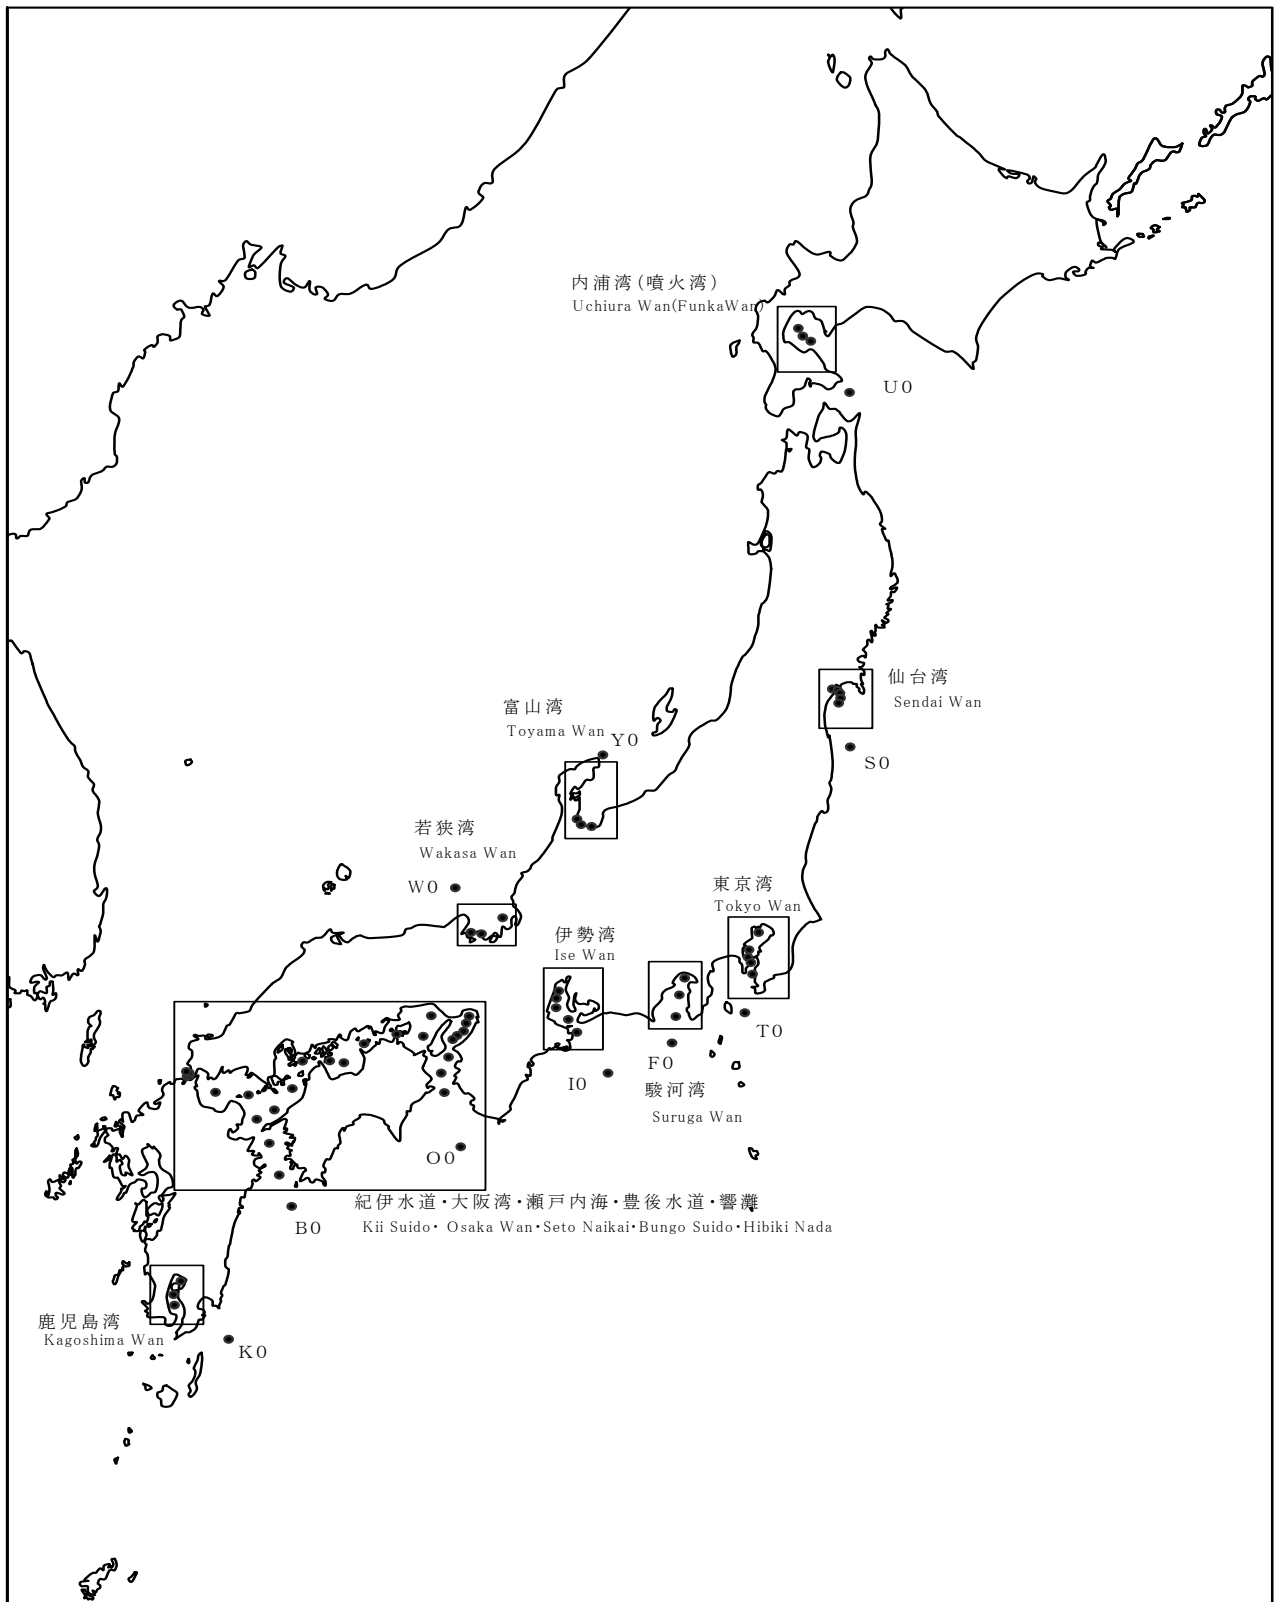 内浦湾(噴火湾)
Uchiura Wan(FunkaWan)
U0
仙台湾
Sendai Wan
S0
富山湾
Toyama Wan
Y0
若狭湾
Wakasa Wan
W0
東京湾
Tokyo Wan
T0
伊勢湾
Ise Wan
I0
F0
駿河湾
Suruga Wan
O0
紀伊水道・大阪湾・瀬戸内海・豊後水道・響灘
Kii Suido・ Osaka Wan・Seto Naikai・Bungo Suido・Hibiki Nada
B0
鹿児島湾
Kagoshima Wan
K0